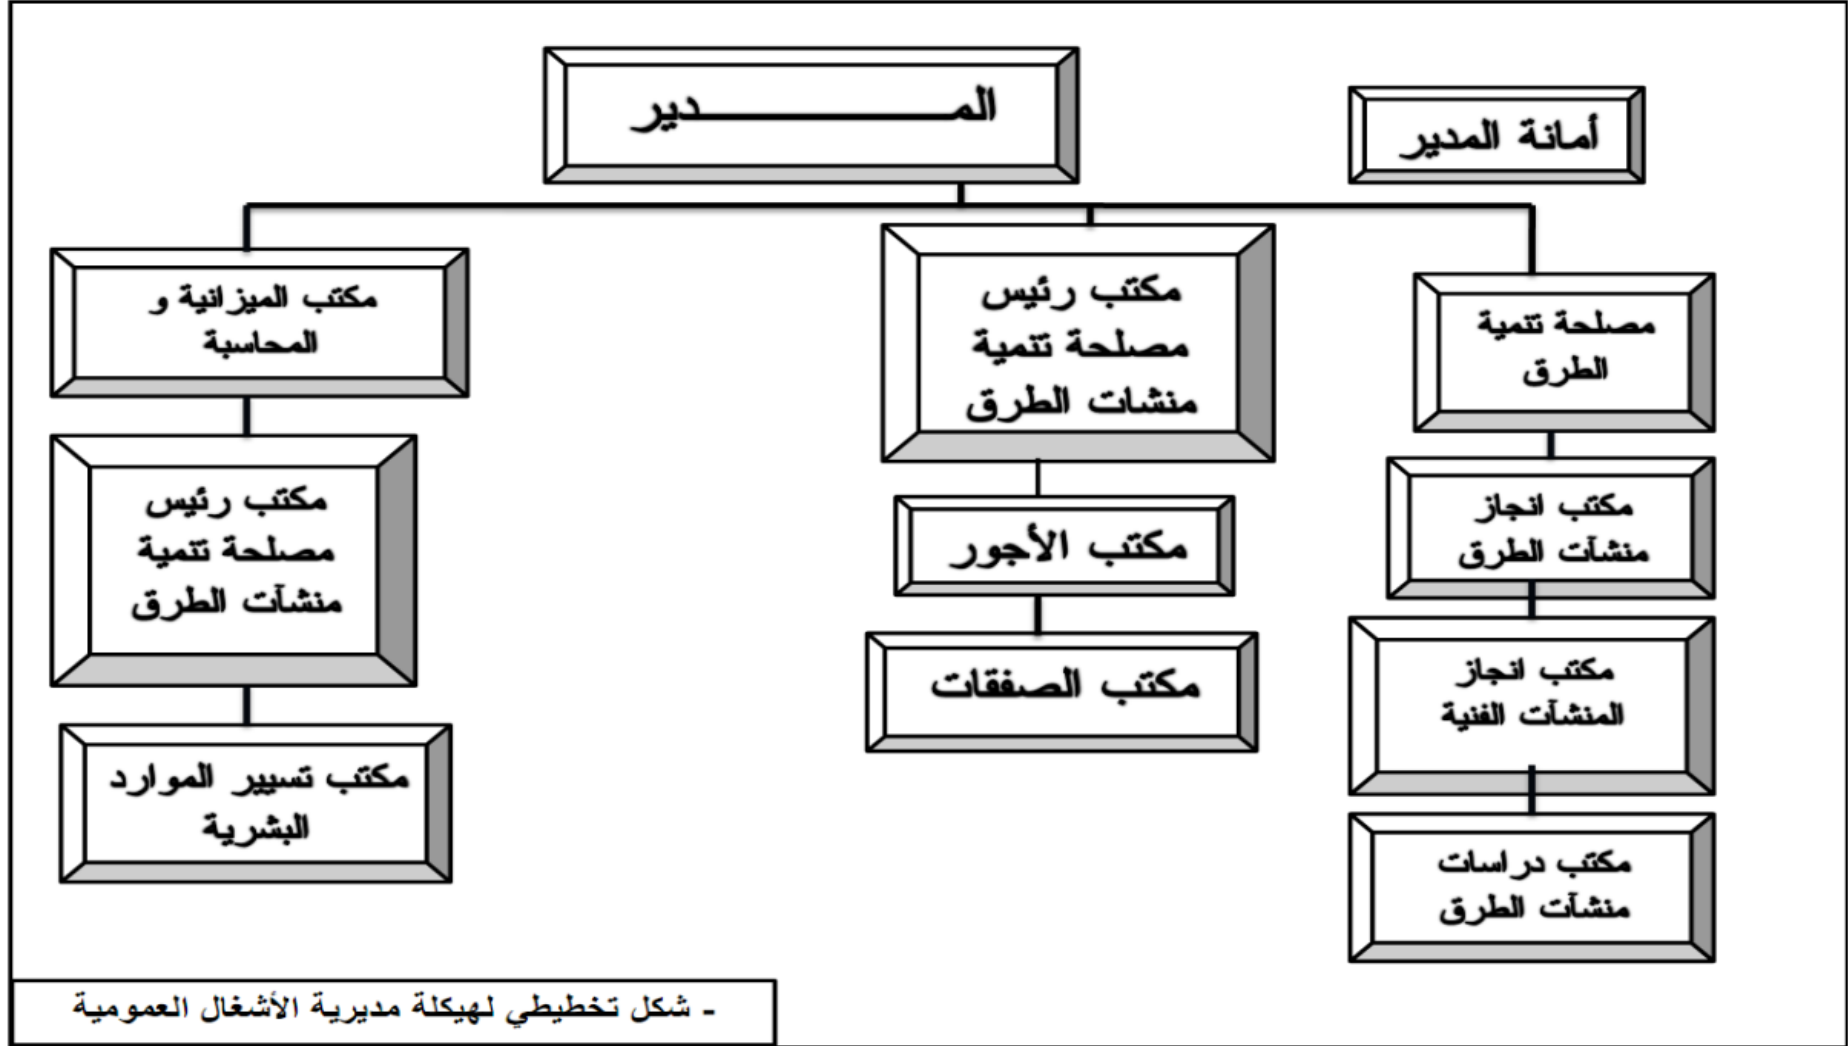 المــــــــــــــدير
أمانة المدير
مصلحة تنمية
الطرق
مكتب انجاز
منشآت الطرق
مكتب انجاز
المنشآت الفنية
مكتب دراسات
منشآت الطرق
مكتب رئيس
مصلحة تنمية
منشات الطرق
مكتب الأجور
مكتب الصفقات
مكتب الميزانية و
المحاسبة
مكتب رئيس
مصلحة تنمية
منشآت الطرق
مكتب تسيير الموارد
البشرية
- شكل تخطيطي لهيكلة مديرية الأشغال العمومية